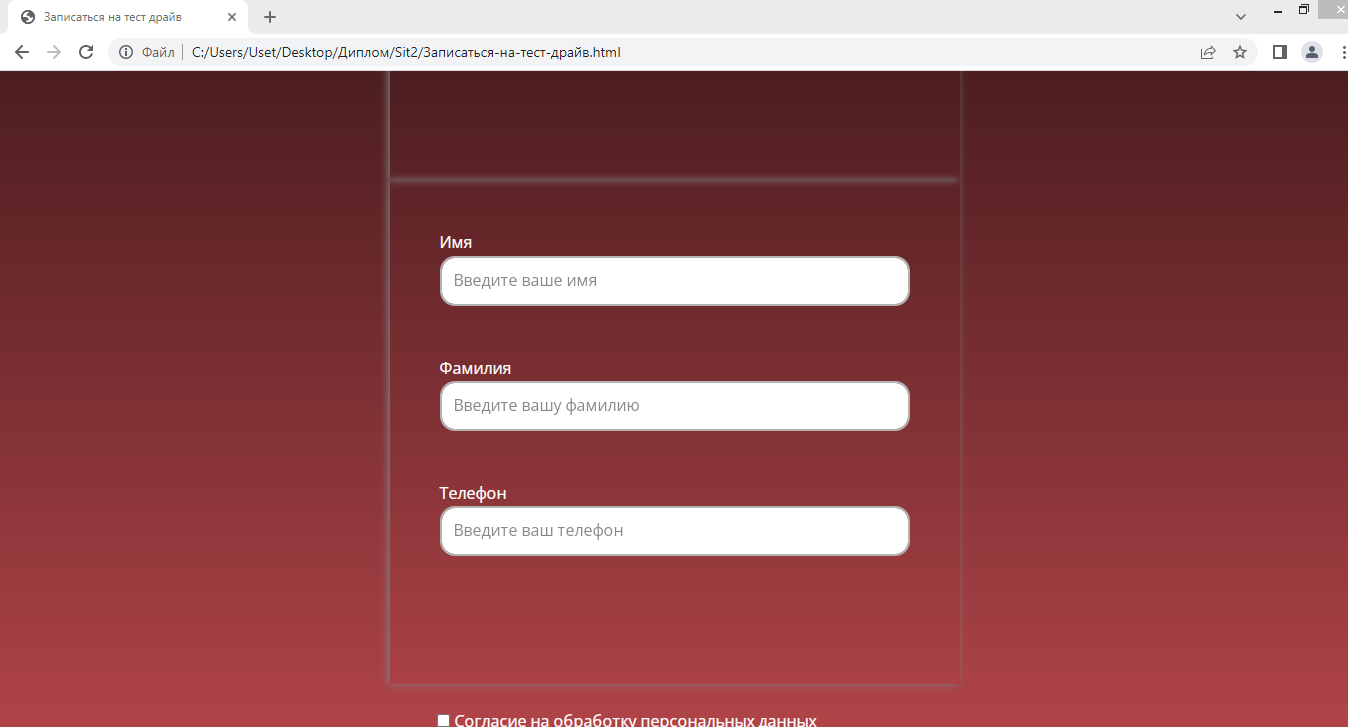 Записаться на тест драйв
Файл
C:/Users/Uset/Desktop/Диплом/Sit2/Записаться-на-тест-драйв.html
Имя
Введите ваше имя
Фамилия
Введите вашу фамилию
Телефон
Введите ваш телефон
Согласие на обработку персональных данных